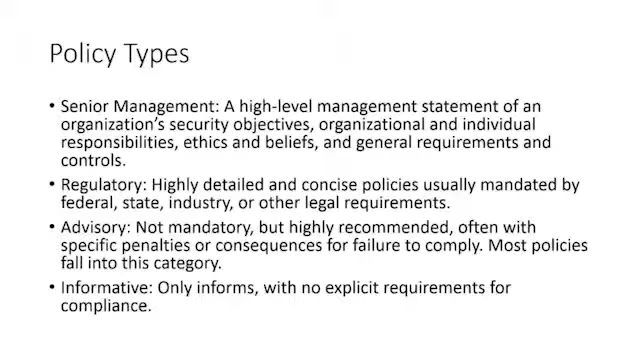 Policy Types
• Senior Management: A high-level management statement of an
organization's security objectives, organizational and individual
responsibilities, ethics and beliefs, and general requirements and
controls.
• Regulatory: Highly detailed and concise policies usually mandated by
federal, state, industry, or other legal requirements.
• Advisory: Not mandatory, but highly recommended, often with
specific penalties or consequences for failure to comply. Most policies
fall into this category.
• Informative: Only informs, with no explicit requirements for
compliance.